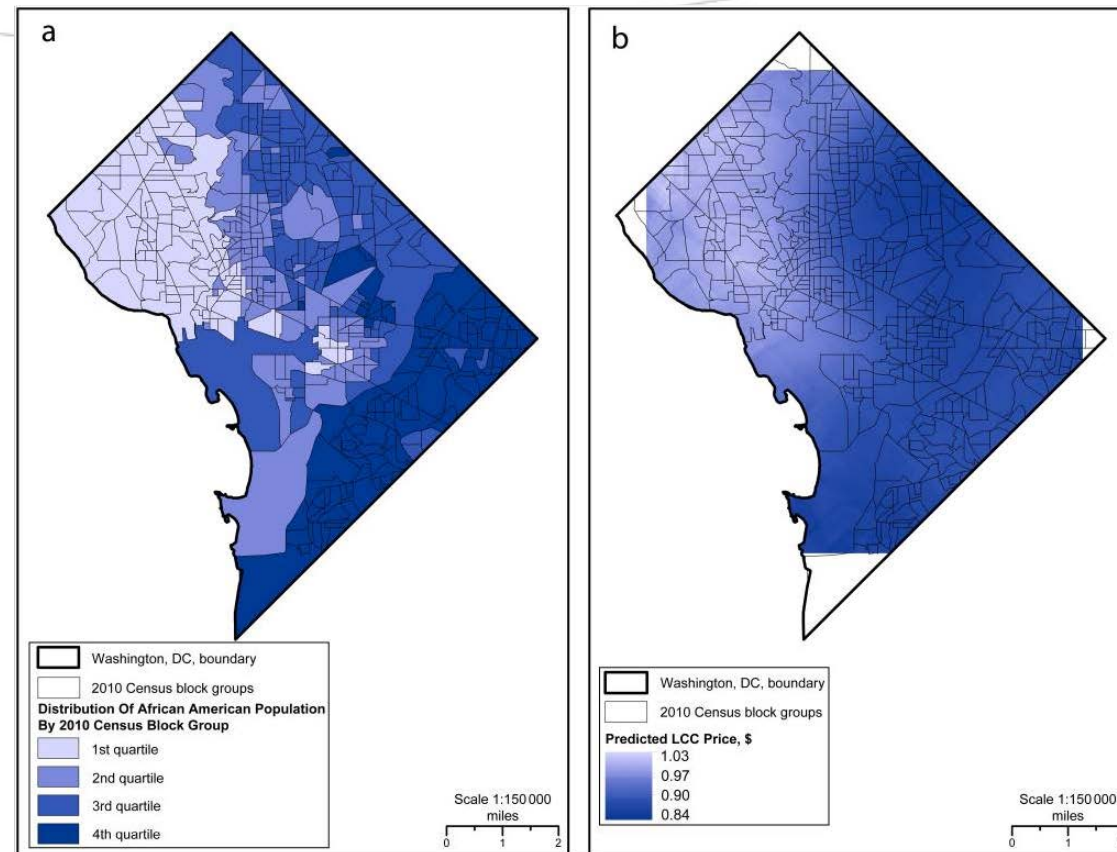 a
Washington, DC, boundary
2010 Census block groups
Distribution Of African American Population
By 2010 Census Block Group
1st quartile
2nd quartile
3rd quartile
4th quartile
Scale 1:150 000
miles
0 1 2
b
Washington, DC, boundary
2010 Census block groups
Predicted LCC Price, $
1.03
0.97
0.90
0.84
Scale 1:150 000
miles
0 1